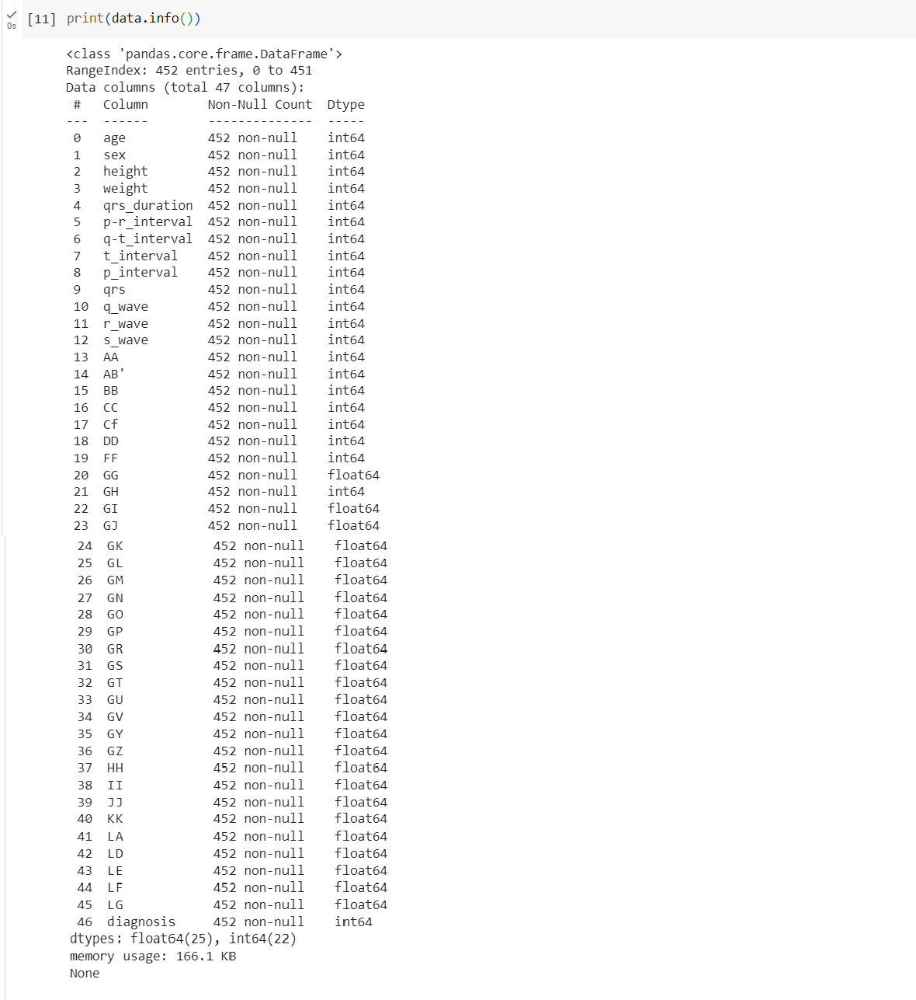 [11] print(data.info())
0s
<class 'pandas.core.frame.DataFrame'>
RangeIndex: 452 entries, 0 to 451
Data columns (total 47 columns):
 #   Column        Non-Null Count  Dtype
---  ------        --------------  -----
 0   age           452 non-null    int64
 1   sex           452 non-null    int64
 2   height        452 non-null    int64
 3   weight        452 non-null    int64
 4   qrs_duration  452 non-null    int64
 5   p-r_interval  452 non-null    int64
 6   q-t_interval  452 non-null    int64
 7   t_interval    452 non-null    int64
 8   p_interval    452 non-null    int64
 9   qrs           452 non-null    int64
 10  q_wave        452 non-null    int64
 11  r_wave        452 non-null    int64
 12  s_wave        452 non-null    int64
 13  AA            452 non-null    int64
 14  AB'           452 non-null    int64
 15  BB            452 non-null    int64
 16  CC            452 non-null    int64
 17  Cf            452 non-null    int64
 18  DD            452 non-null    int64
 19  FF            452 non-null    int64
 20  GG            452 non-null    float64
 21  GH            452 non-null    int64
 22  GI            452 non-null    float64
 23  GJ            452 non-null    float64
 24  GK            452 non-null    float64
 25  GL            452 non-null    float64
 26  GM            452 non-null    float64
 27  GN            452 non-null    float64
 28  GO            452 non-null    float64
 29  GP            452 non-null    float64
 30  GR            452 non-null    float64
 31  GS            452 non-null    float64
 32  GT            452 non-null    float64
 33  GU            452 non-null    float64
 34  GV            452 non-null    float64
 35  GY            452 non-null    float64
 36  GZ            452 non-null    float64
 37  HH            452 non-null    float64
 38  II            452 non-null    float64
 39  JJ            452 non-null    float64
 40  KK            452 non-null    float64
 41  LA            452 non-null    float64
 42  LD            452 non-null    float64
 43  LE            452 non-null    float64
 44  LF            452 non-null    float64
 45  LG            452 non-null    float64
 46  diagnosis     452 non-null    int64
dtypes: float64(25), int64(22)
memory usage: 166.1 KB
None